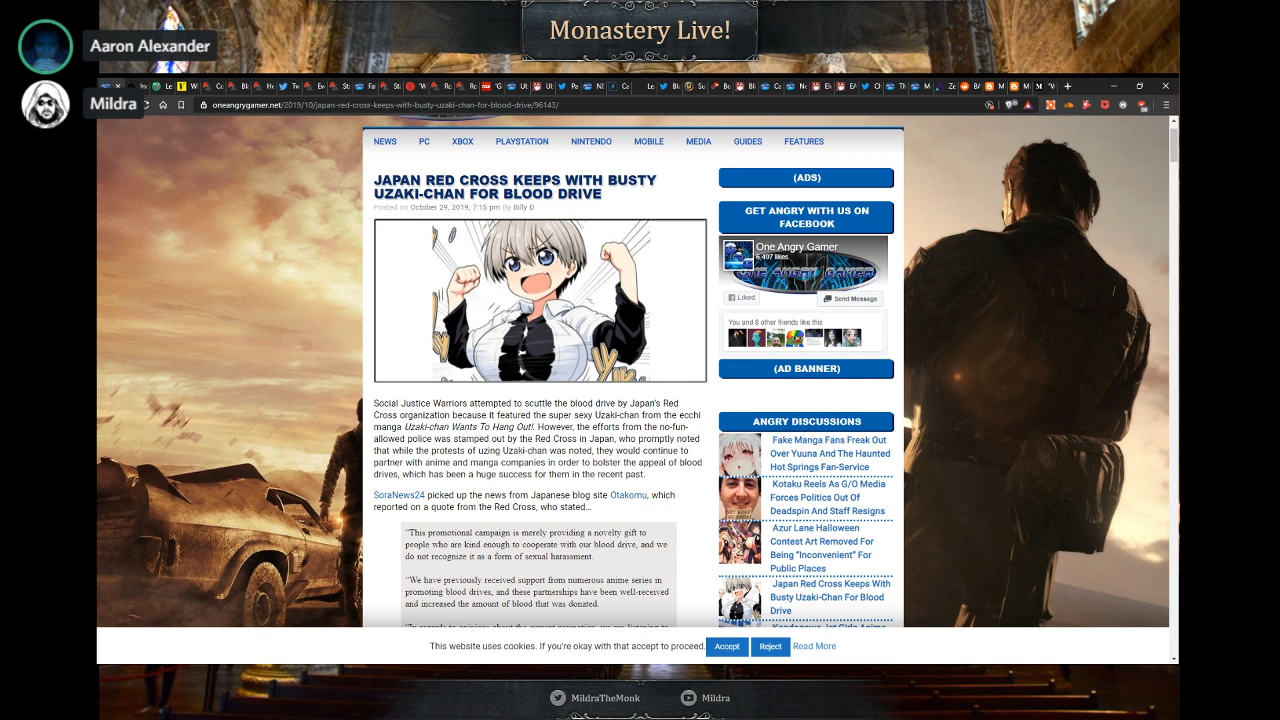 Monastery Live!
Aaron Alexander
Mildra
oneangrygamer.net/2019/10/japan-red-cross-keeps-with-busty-uzaki-chan-for-blood-drive/96143/
NEWS
PC
XBOX
PLAYSTATION
NINTENDO
MOBILE
MEDIA
GUIDES
FEATURES
JAPAN RED CROSS KEEPS WITH BUSTY
UZAKI-CHAN FOR BLOOD DRIVE
Posted on October 29, 2019, 7:15 pm By Billy D
Social Justice Warriors attempted to scuttle the blood drive by Japan's Red
Cross organization because it featured the super sexy Uzaki-chan from the ecchi
manga Uzaki-chan Wants To Hang Out!. However, the efforts from the no-fun-
allowed police was stamped out by the Red Cross in Japan, who promptly noted
that while the protests of uzing Uzaki-chan was noted, they would continue to
partner with anime and manga companies in order to bolster the appeal of blood
drives, which has been a huge success for them in the recent past.
SoraNews24 picked up the news from Japanese blog site Otakomu, which
reported on a quote from the Red Cross, who stated...
"This promotional campaign is merely providing a novelty gift to
people who are kind enough to cooperate with our blood drive, and we
do not recognize it as a form of sexual harassment.
"We have previously received support from numerous anime series in
promoting blood drives, and these partnerships have been well-received
and increased the amount of blood that was donated.
(ADS)
GET ANGRY WITH US ON
FACEBOOK
One Angry Gamer
6,497 likes
ONE ANGRY GAMER
Liked
Send Message
You and 8 other friends like this
(AD BANNER)
ANGRY DISCUSSIONS
Fake Manga Fans Freak Out
Over Yuuna And The Haunted
Hot Springs Fan-Service
Kotaku Reels As G/O Media
Forces Politics Out Of
Deadspin And Staff Resigns
Azur Lane Halloween
Contest Art Removed For
Being "Inconvenient" For
Public Places
Japan Red Cross Keeps With
Busty Uzaki-Chan For Blood
Drive
This website uses cookies. If you're okay with that accept to proceed.
Accept
Reject
Read More
MildraTheMonk
Mildra